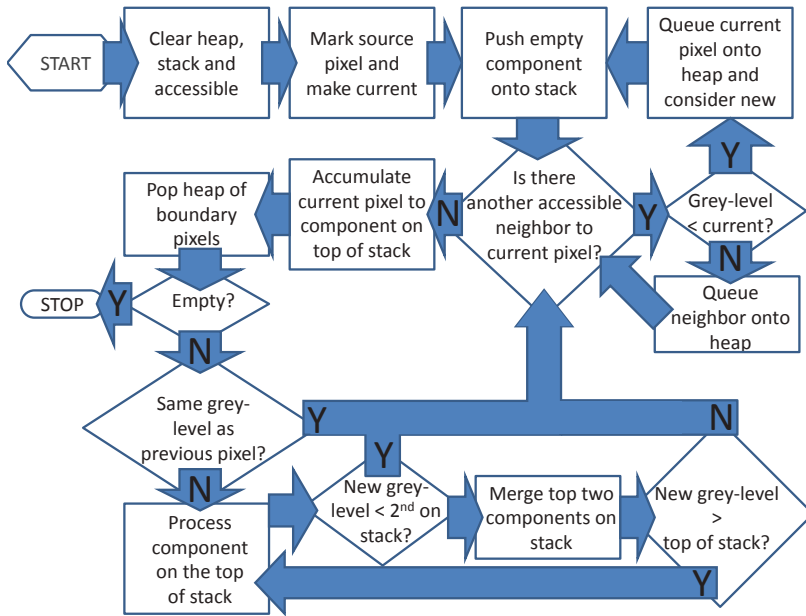 START
Clear heap,
stack and
accessible
Mark source
pixel and
make current
Push empty
component
onto stack
Queue current
pixel onto
heap and
consider new
Y
Pop heap of
boundary
pixels
Accumulate
current pixel to
component on
top of stack
N
Is there
another accessible
neighbor to
current pixel?
Y
Grey-level
< current?
N
STOP
Y
Empty?
Queue
neighbor onto
heap
N
Same grey-
level as
previous pixel?
Y
N
Y
N
Process
component
on the top
of stack
New grey-
level < 2nd on
stack?
Merge top two
components on
stack
New grey-level
>
top of stack?
Y